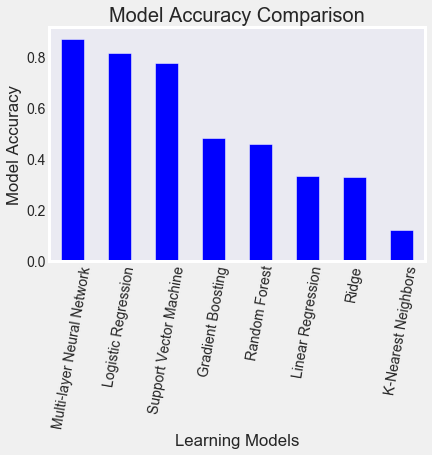 Model Accuracy Comparison
Model Accuracy
0.8
0.6
0.4
0.2
0.0
Multi-layer Neural Network
Logistic Regression
Support Vector Machine
Gradient Boosting
Random Forest
Linear Regression
Ridge
K-Nearest Neighbors
Learning Models